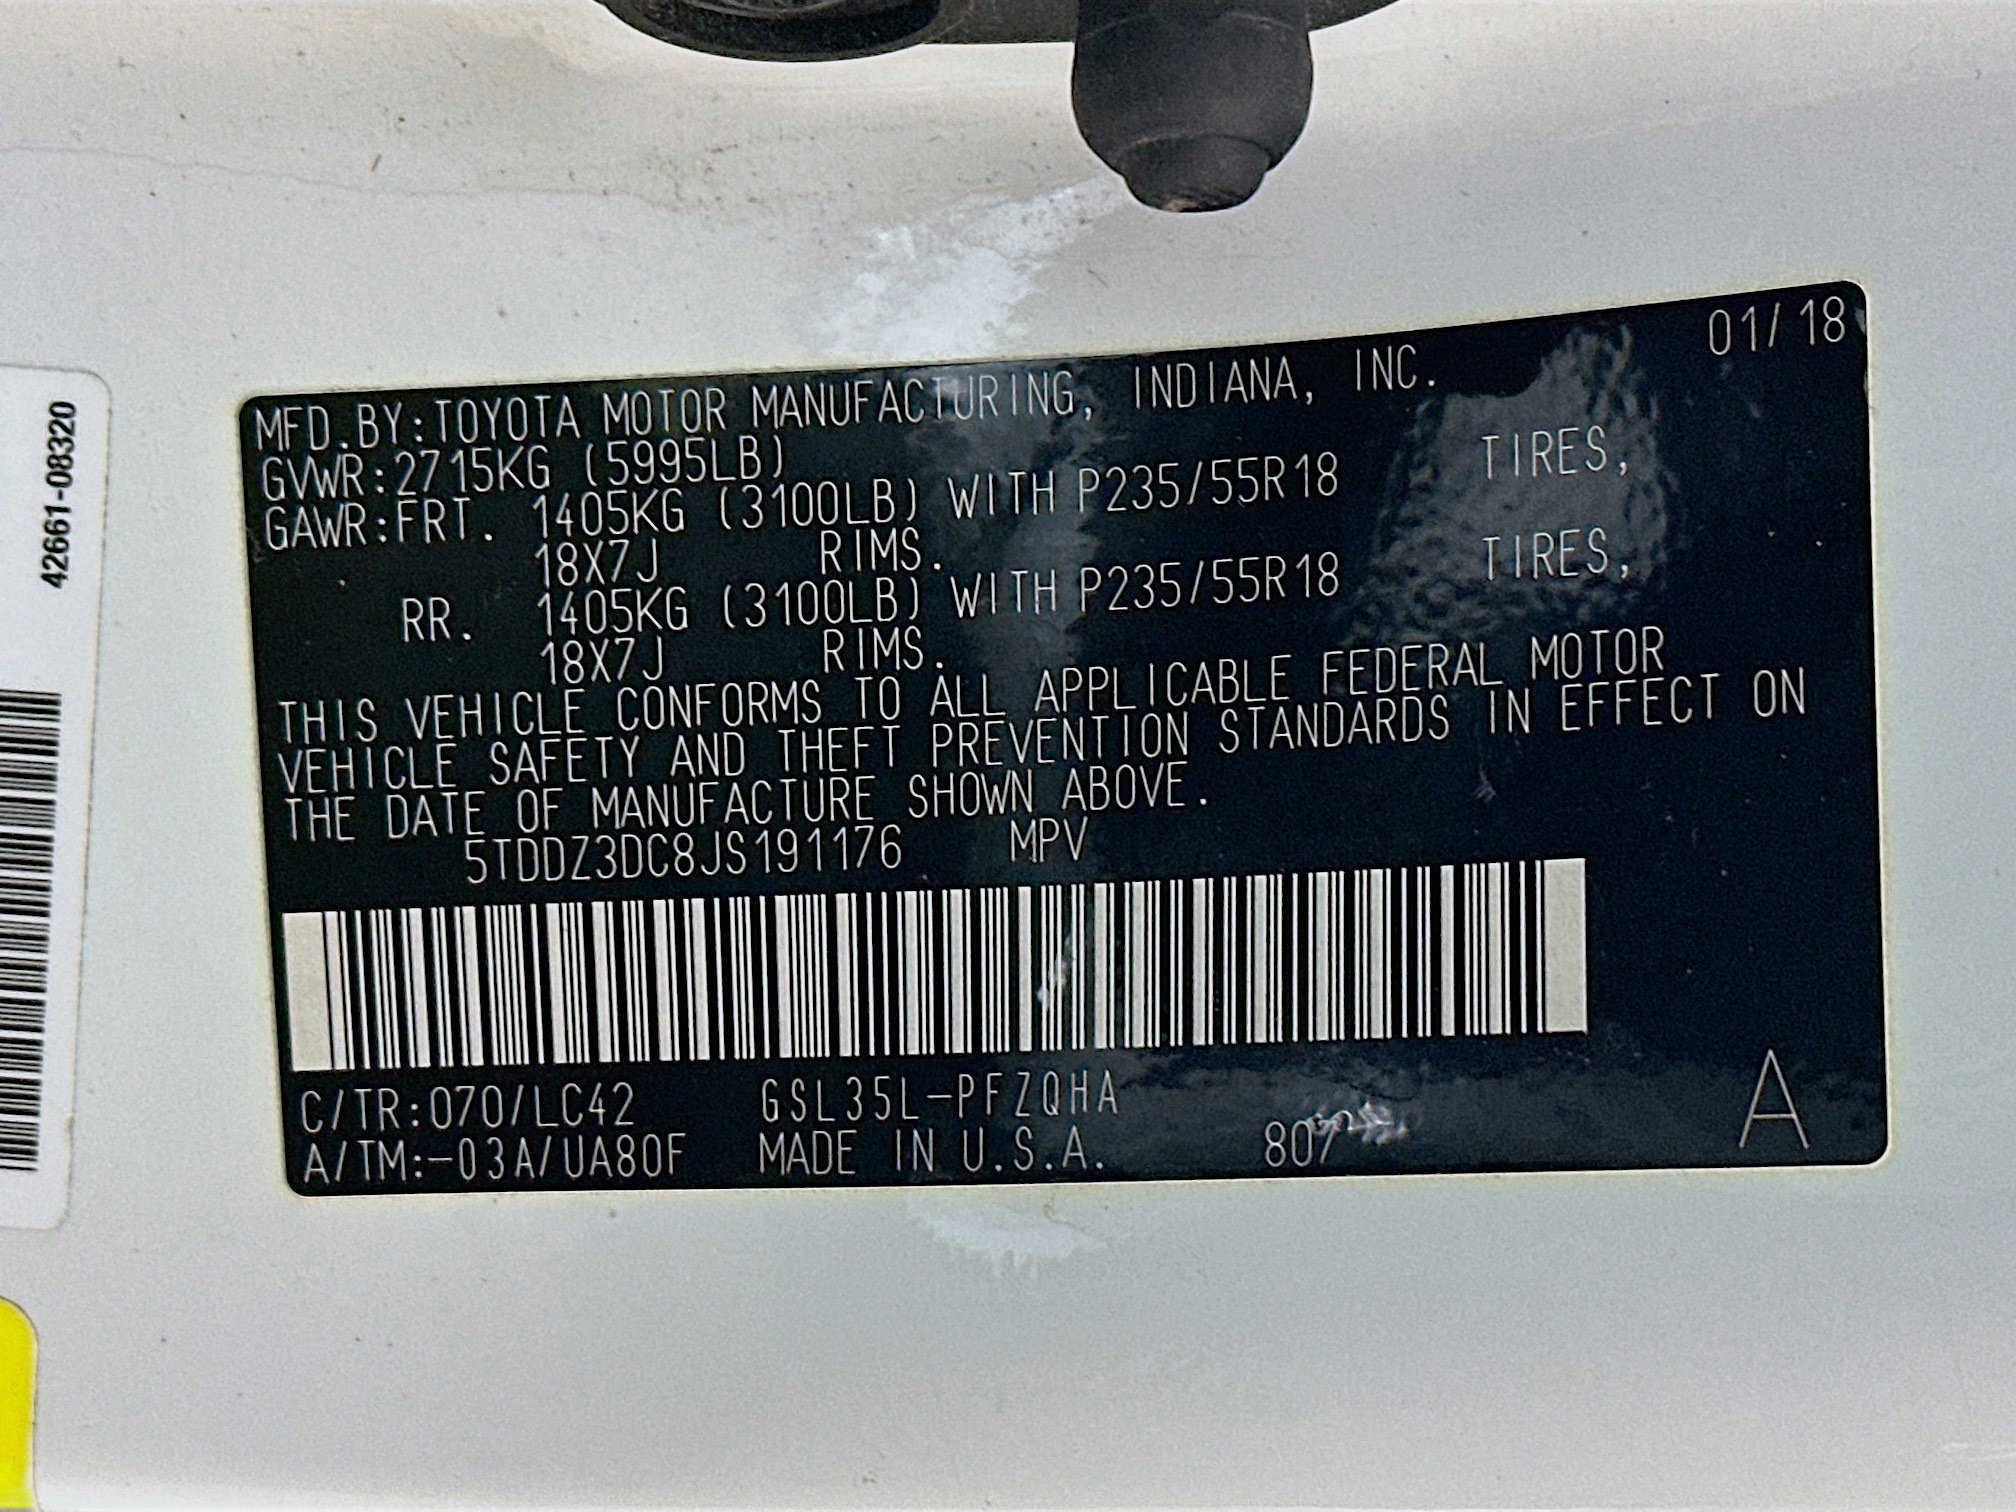 01/18
MFD.BY:TOYOTA MOTOR MANUFACTURING, INDIANA, INC.
GVWR:2715KG (5995LB)
GAWR:FRT. 1405KG (3100LB) WITH P235/55R18 TIRES,
18X7J RIMS.
RR. 1405KG (3100LB) WITH P235/55R18 TIRES,
18X7J RIMS.
THIS VEHICLE CONFORMS TO ALL APPLICABLE FEDERAL MOTOR
VEHICLE SAFETY AND THEFT PREVENTION STANDARDS IN EFFECT ON
THE DATE OF MANUFACTURE SHOWN ABOVE.
5TDDZ3DC8JS191176 MPV
C/TR:070/LC42 GSL35L-PFZQHA
A/TM:-03A/UA80F MADE IN U.S.A.
A
42661-08320